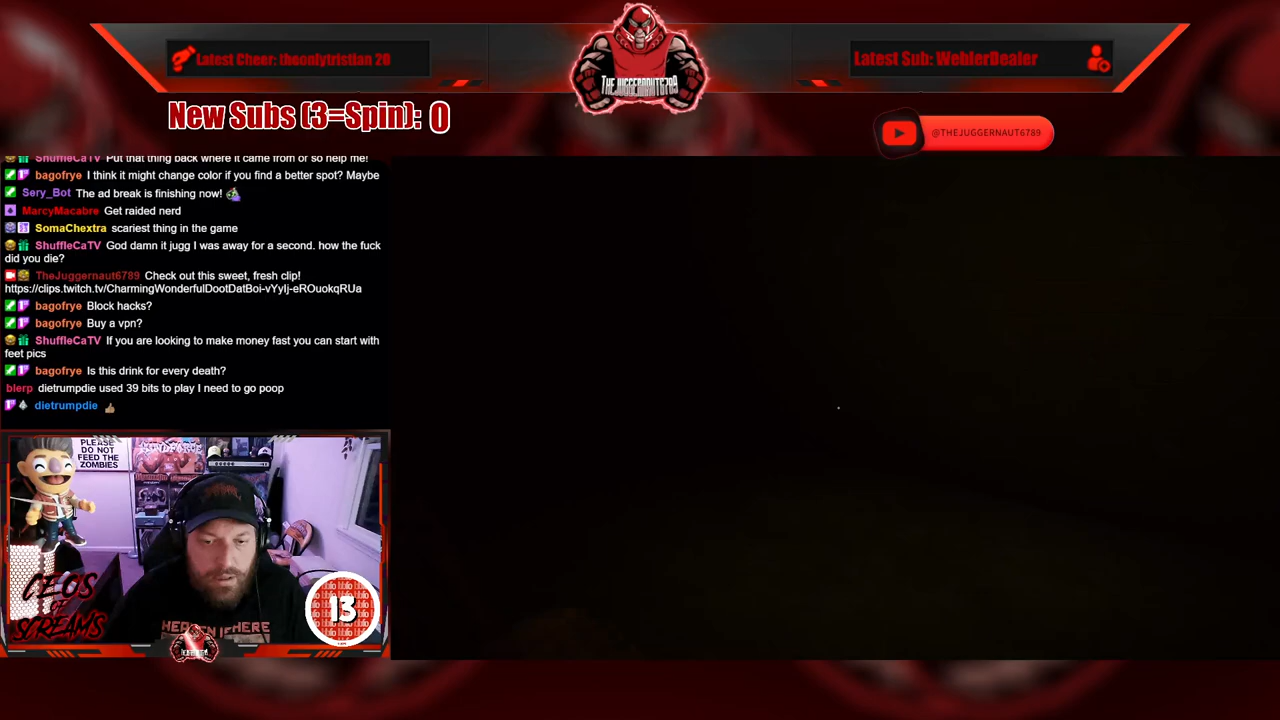 Latest Cheer: theonlytristian 20
THEJUGGERNAUT6789
Latest Sub: WehlerDealer
New Subs (3=Spin): 0
@THEJUGGERNAUT6789
ShuffleCaTV Put that thing back where it came from or so help me!
bagofrye I think it might change color if you find a better spot? Maybe
Sery_Bot The ad break is finishing now!
MarcyMacabre Get raided nerd
SomaChextra scariest thing in the game
ShuffleCaTV God damn it jugg I was away for a second. how the fuck
did you die?
TheJuggernaut6789 Check out this sweet, fresh clip!
https://clips.twitch.tv/CharmingWonderfulDootDatBoi-vYyIj-eROuokqRUa
bagofrye Block hacks?
bagofrye Buy a vpn?
ShuffleCaTV If you are looking to make money fast you can start with
feet pics
bagofrye Is this drink for every death?
blerp dietrumpdie used 39 bits to play I need to go poop
dietrumpdie
PLEASE
DO NOT
FEED THE
ZOMBIES
CEO'S
OF
SCREAMS
13